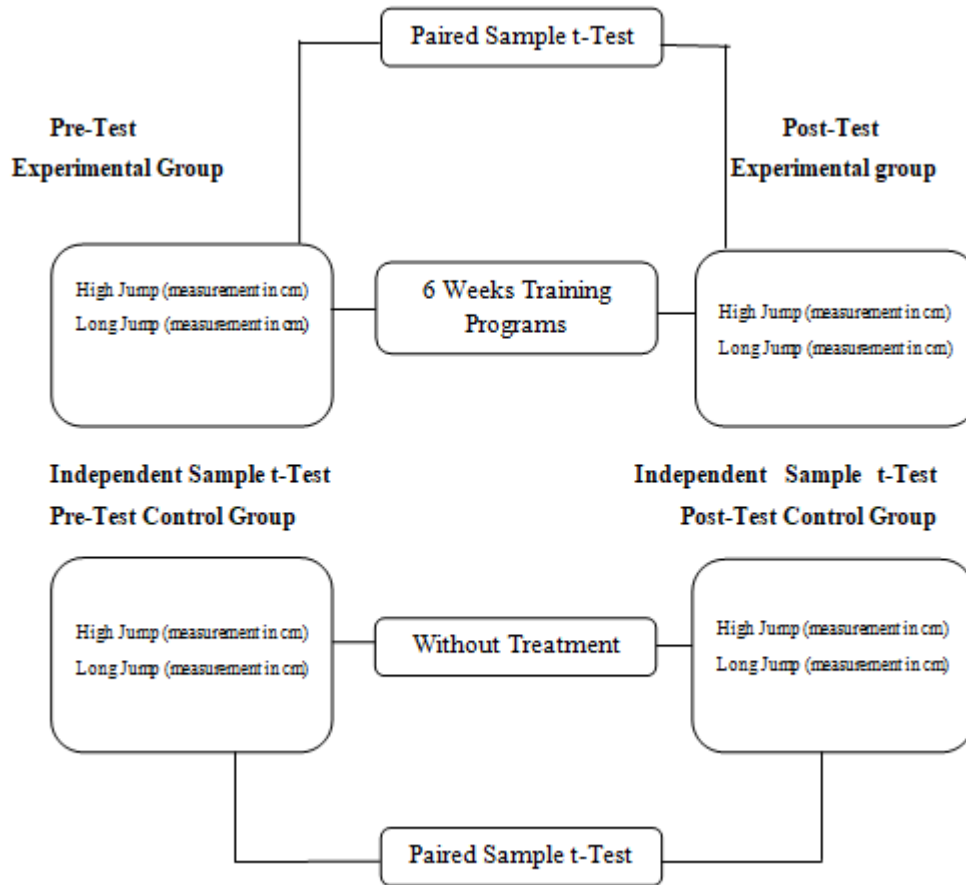 Paired Sample t-Test
Pre-Test
Experimental Group
Post-Test
Experimental group
High Jump (measurement in cm)
Long Jump (measurement in cm)
6 Weeks Training
Programs
High Jump (measurement in cm)
Long Jump (measurement in cm)
Independent Sample t-Test
Pre-Test Control Group
Independent Sample t-Test
Post-Test Control Group
High Jump (measurement in cm)
Long Jump (measurement in cm)
Without Treatment
High Jump (measurement in cm)
Long Jump (measurement in cm)
Paired Sample t-Test